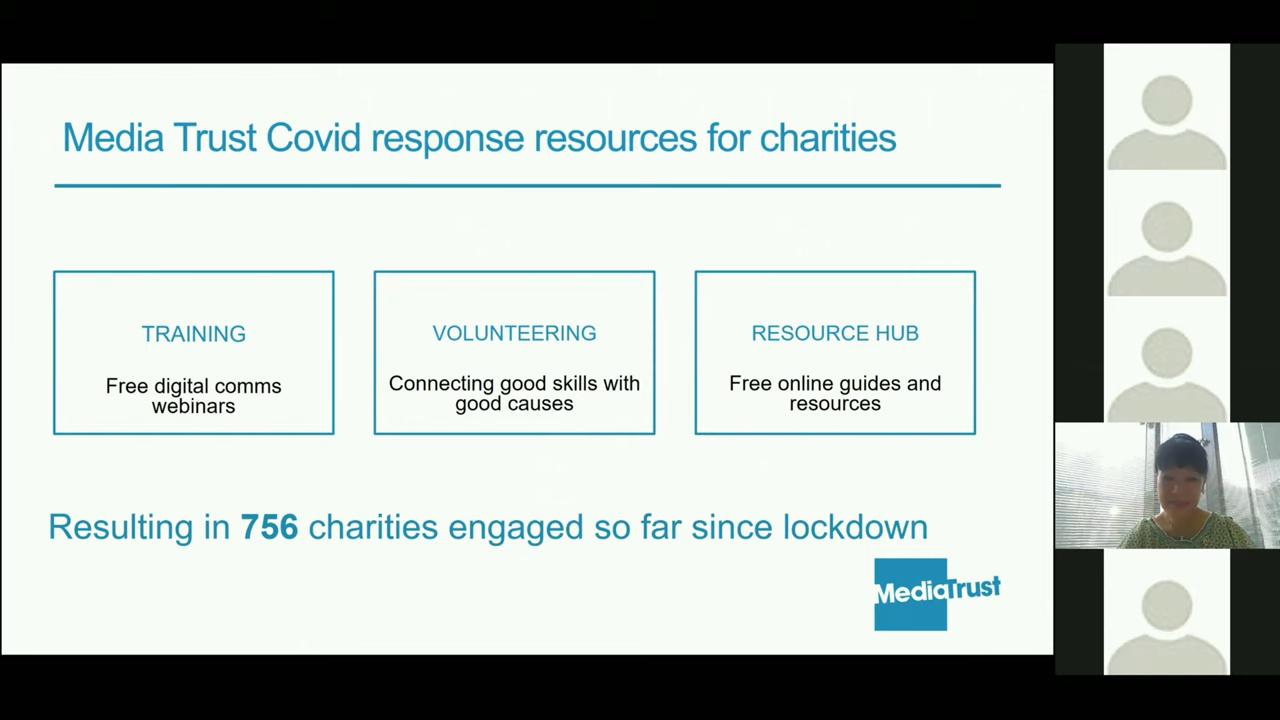 Media Trust Covid response resources for charities
TRAINING
Free digital comms
webinars
VOLUNTEERING
Connecting good skills with
good causes
RESOURCE HUB
Free online guides and
resources
Resulting in 756 charities engaged so far since lockdown
MediaTrust